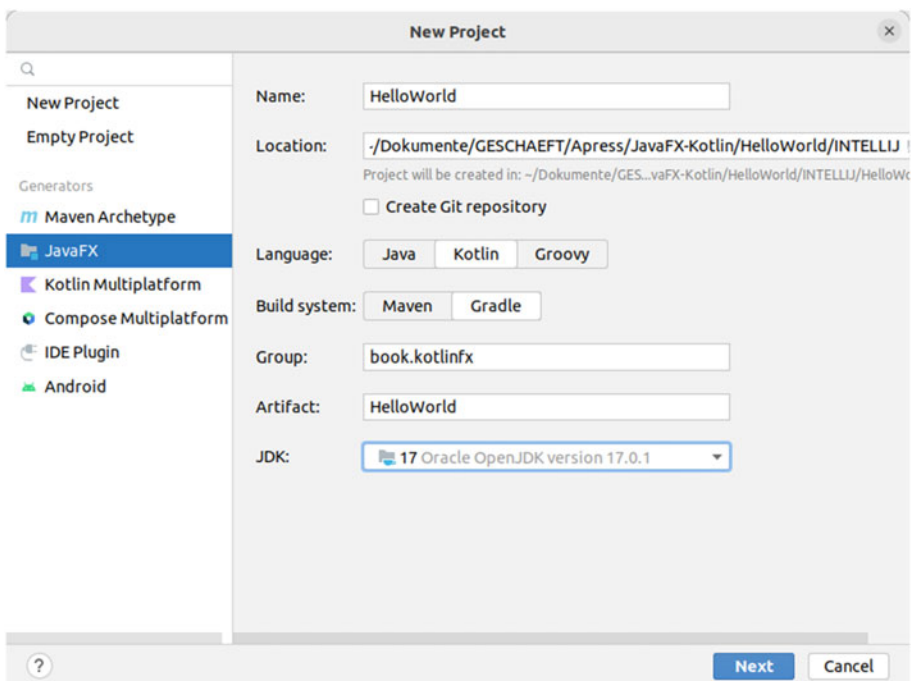 New Project
New Project
Empty Project
Generators
Maven Archetype
JavaFX
Kotlin Multiplatform
Compose Multiplatform
IDE Plugin
Android
Name: HelloWorld
Location: ~/Dokumente/GESCHAEFT/Apress/JavaFX-Kotlin/HelloWorld/INTELLIJ
Project will be created in: ~/Dokumente/GES...vaFX-Kotlin/HelloWorld/INTELLIJ/HelloWo
Create Git repository
Language: Java Kotlin Groovy
Build system: Maven Gradle
Group: book.kotlinfx
Artifact: HelloWorld
JDK: 17 Oracle OpenJDK version 17.0.1
? Next Cancel